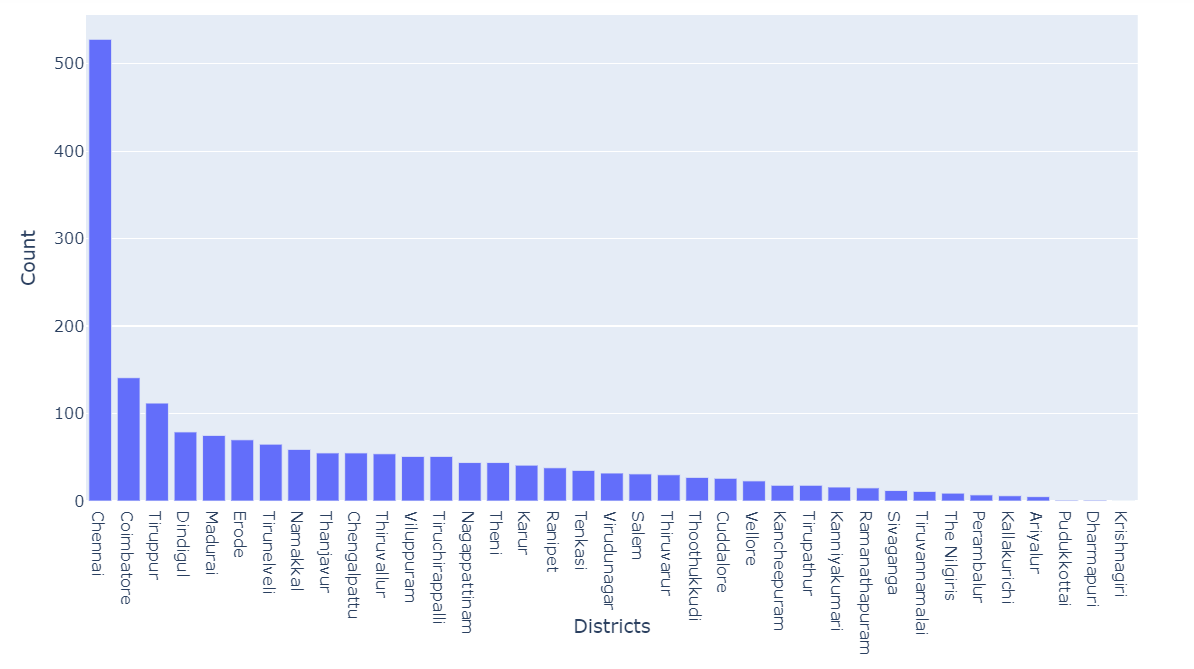 500
400
300
200
100
0
Count
Chennai
Coimbatore
Tiruppur
Dindigul
Madurai
Erode
Tirunelveli
Namakkal
Thanjavur
Chengalpattu
Thiruvallur
Viluppuram
Tiruchirappalli
Nagappattinam
Theni
Karur
Ranipet
Tenkasi
Virudunagar
Salem
Thiruvarur
Thoothukkudi
Cuddalore
Vellore
Kancheepuram
Tirupathur
Kanniyakumari
Ramanathapuram
Sivaganga
Tiruvannamalai
The Nilgiris
Perambalur
Kallakurichi
Ariyalur
Pudukkottai
Dharmapuri
Krishnagiri
Districts